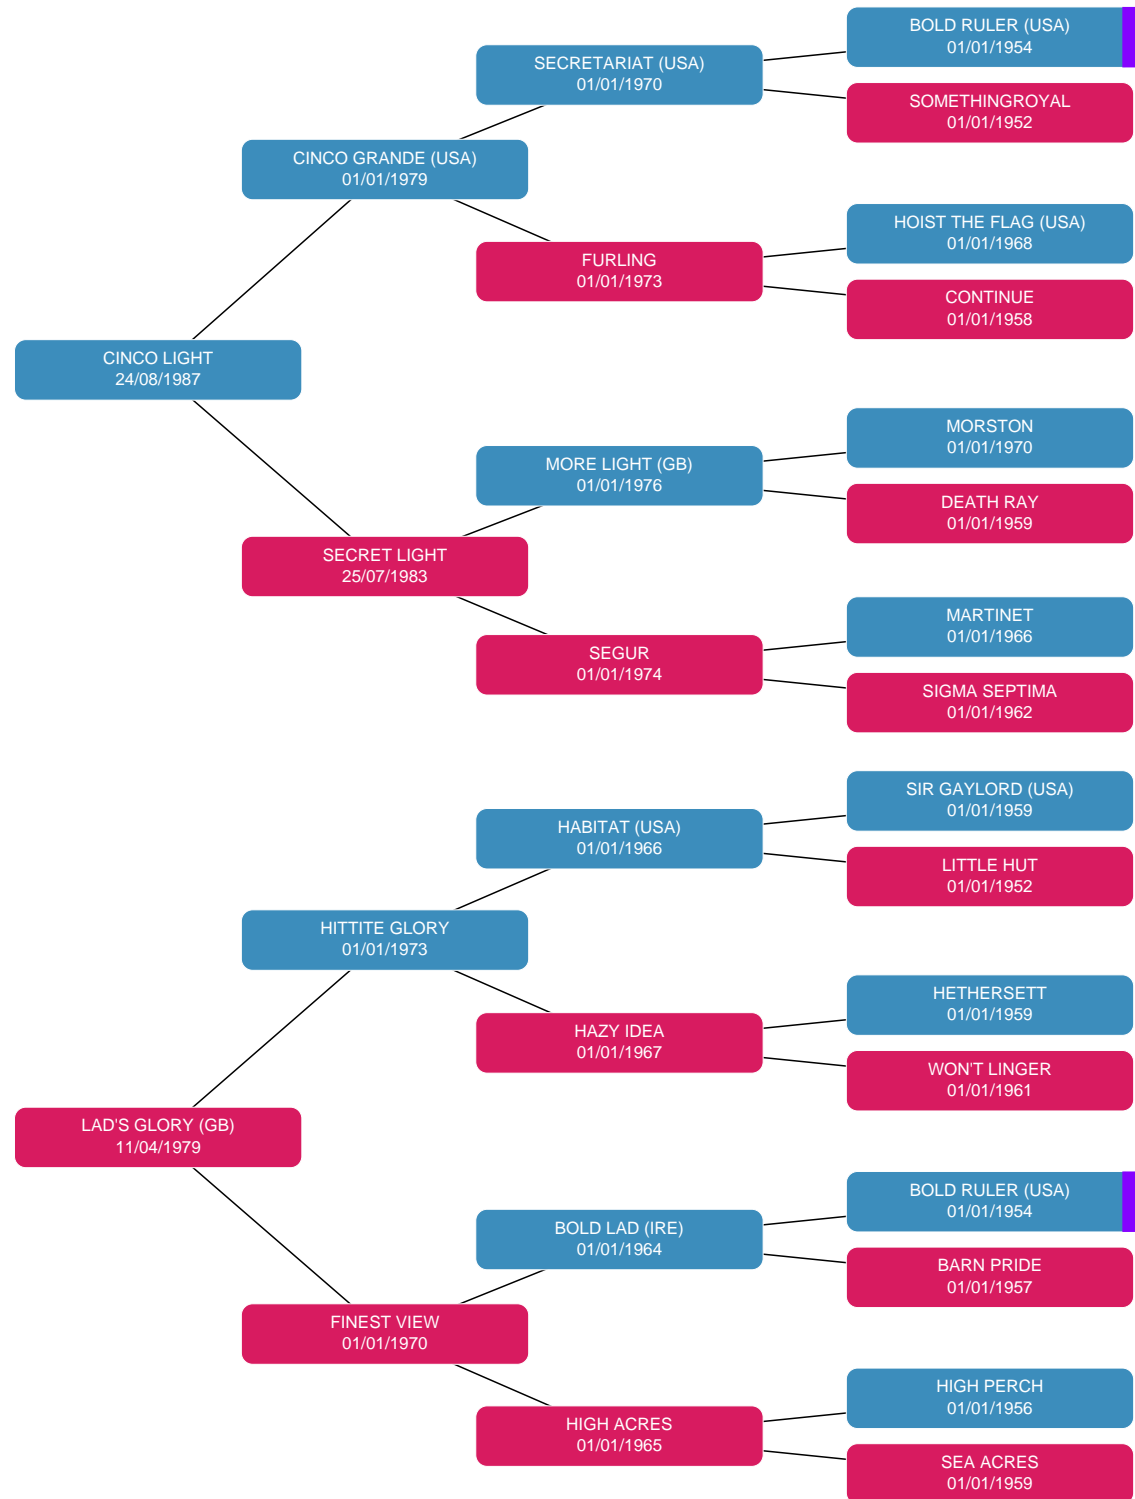 BOLD RULER (USA)
01/01/1954
SECRETARIAT (USA)
01/01/1970
SOMETHINGROYAL
01/01/1952
CINCO GRANDE (USA)
01/01/1979
HOIST THE FLAG (USA)
01/01/1968
FURLING
01/01/1973
CONTINUE
01/01/1958
CINCO LIGHT
24/08/1987
MORSTON
01/01/1970
MORE LIGHT (GB)
01/01/1976
DEATH RAY
01/01/1959
SECRET LIGHT
25/07/1983
MARTINET
01/01/1966
SEGUR
01/01/1974
SIGMA SEPTIMA
01/01/1962
SIR GAYLORD (USA)
01/01/1959
HABITAT (USA)
01/01/1966
LITTLE HUT
01/01/1952
HITTITE GLORY
01/01/1973
HETHERSETT
01/01/1959
HAZY IDEA
01/01/1967
WON'T LINGER
01/01/1961
LAD'S GLORY (GB)
11/04/1979
BOLD RULER (USA)
01/01/1954
BOLD LAD (IRE)
01/01/1964
BARN PRIDE
01/01/1957
FINEST VIEW
01/01/1970
HIGH PERCH
01/01/1956
HIGH ACRES
01/01/1965
SEA ACRES
01/01/1959